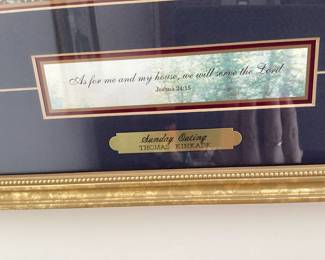 As for me and my house, we will serve the Lord
Joshua 24:15
Sunday Outing
THOMAS KINKADE